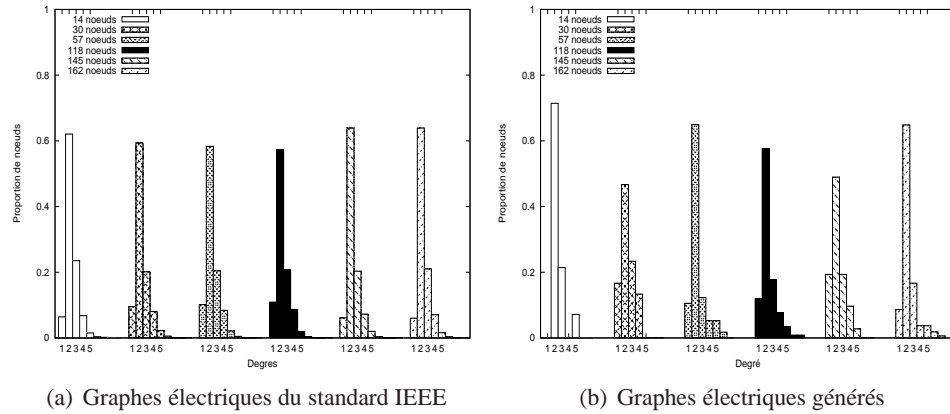 14 noeuds
30 noeuds
57 noeuds
118 noeuds
145 noeuds
162 noeuds
1
0.8
0.6
0.4
0.2
0
Proportion de noeuds
12345 12345 12345 12345 12345 12345
Degres
(a) Graphes électriques du standard IEEE
14 noeuds
30 noeuds
57 noeuds
118 noeuds
145 noeuds
162 noeuds
1
0.8
0.6
0.4
0.2
0
Proportion de noeuds
12345 12345 12345 12345 12345 12345
Degré
(b) Graphes électriques générés